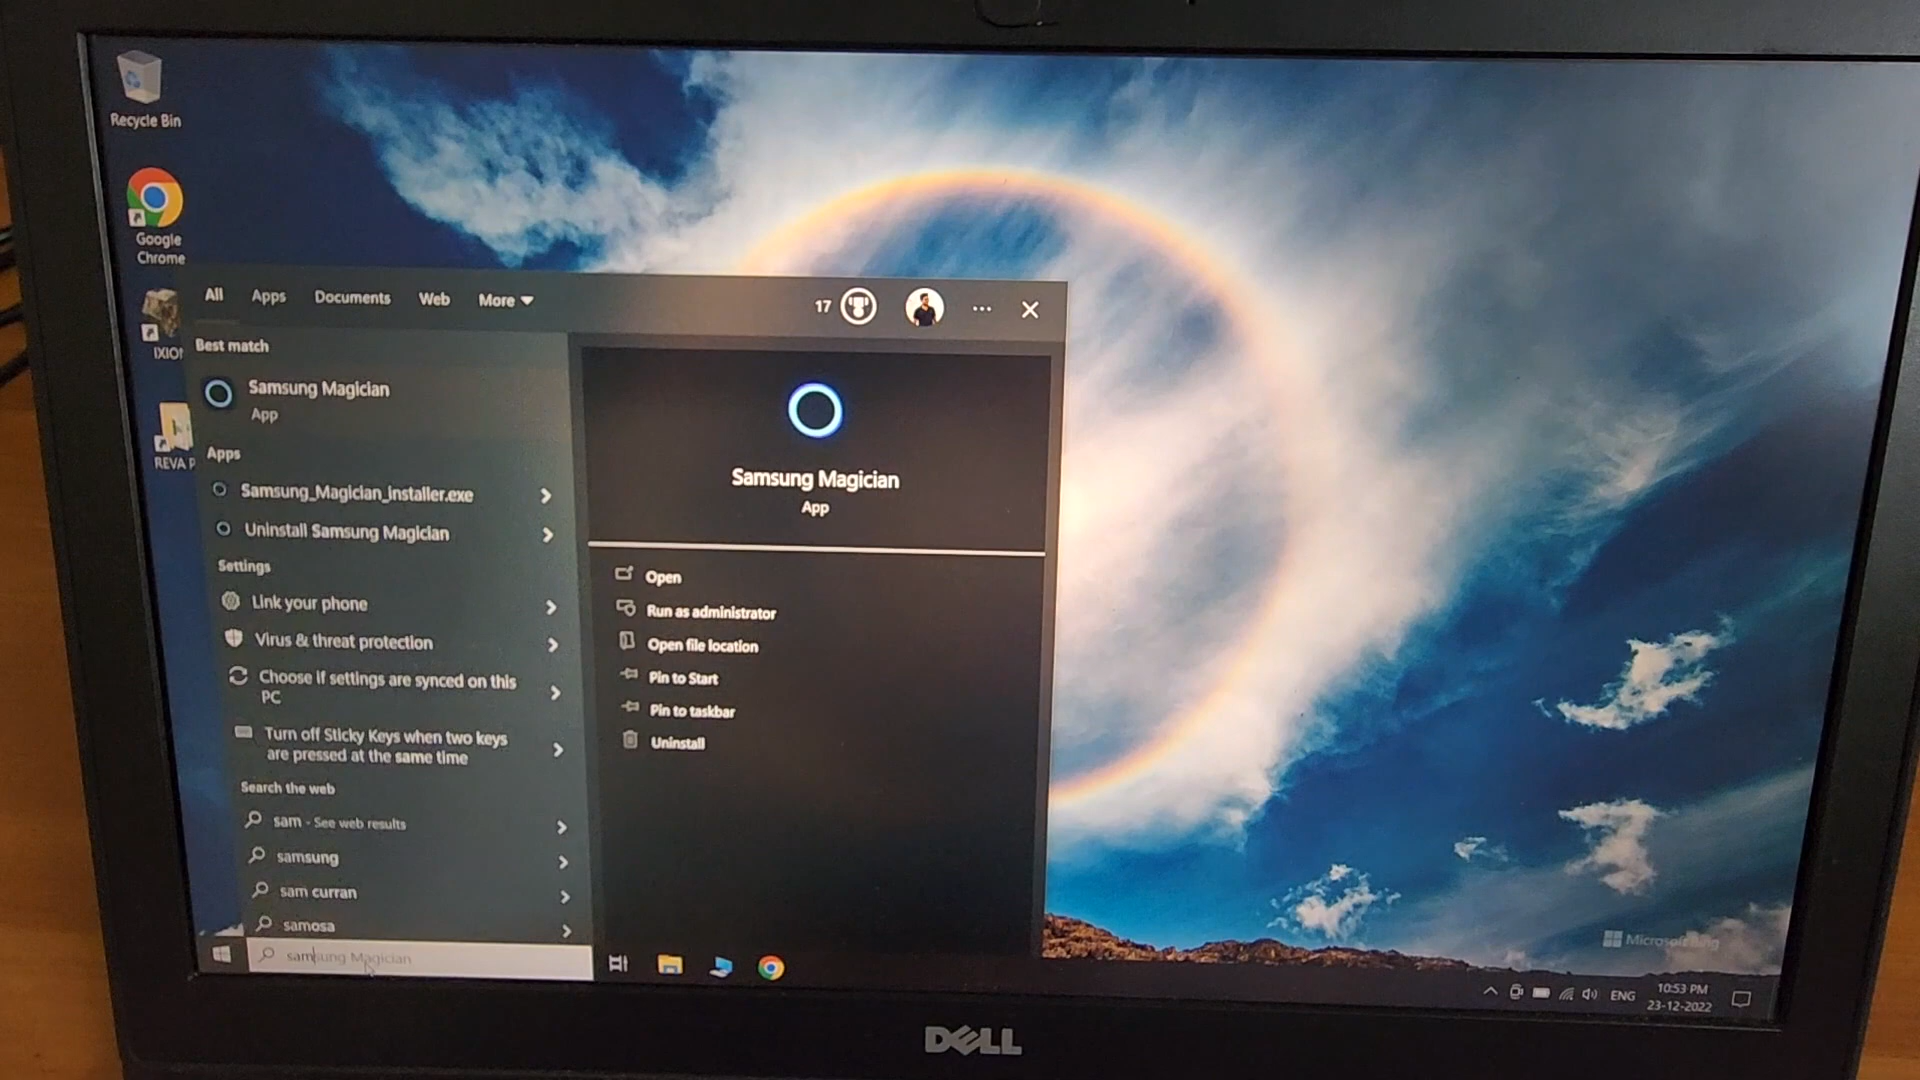 Recycle Bin
Google
Chrome
REVA P
All Apps Documents Web More
17
Best match
Samsung Magician
App
Apps
Samsung_Magician_installer.exe
Uninstall Samsung Magician
Settings
Link your phone
Virus & threat protection
Choose if settings are synced on this
PC
Turn off Sticky Keys when two keys
are pressed at the same time
Search the web
sam - See web results
samsung
sam curran
samosa
samsung Magician
Samsung Magician
App
Open
Run as administrator
Open file location
Pin to Start
Pin to taskbar
Uninstall
Microsoft Bing
ENG
10:53 PM
23-12-2022
DELL